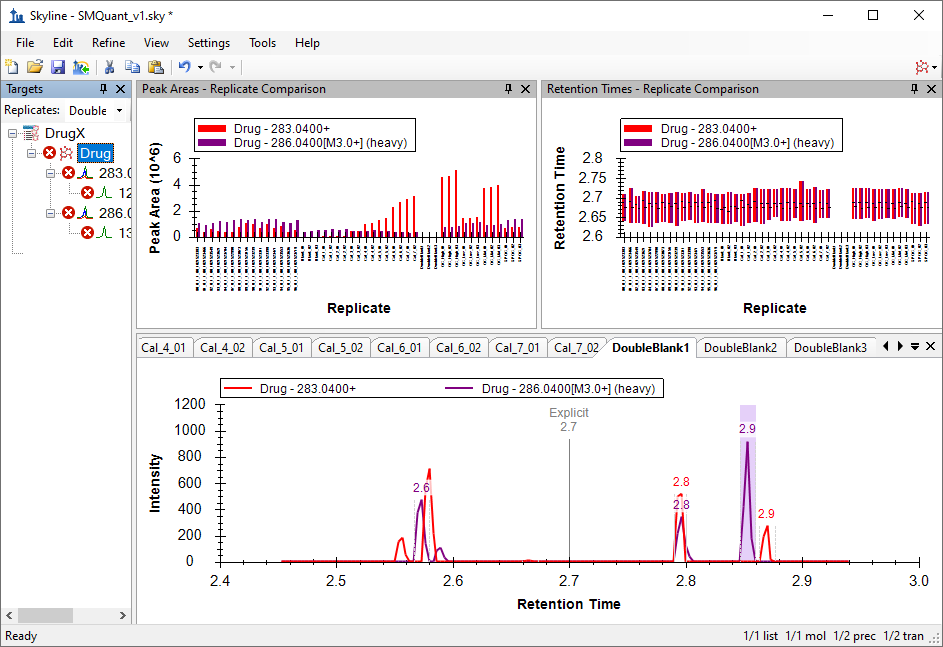 Skyline - SMQuant_v1.sky *
File Edit Refine View Settings Tools Help
Targets
Replicates: Double
DrugX
Drug
283.0
12
286.0
13
Peak Areas - Replicate Comparison
Drug - 283.0400+
Drug - 286.0400[M3.0+] (heavy)
Peak Area (10^6)
6
4
2
0
Replicate
Retention Times - Replicate Comparison
Drug - 283.0400+
Drug - 286.0400[M3.0+] (heavy)
Retention Time
2.8
2.75
2.7
2.65
2.6
Replicate
Cal_4_01 Cal_4_02 Cal_5_01 Cal_5_02 Cal_6_01 Cal_6_02 Cal_7_01 Cal_7_02 DoubleBlank1 DoubleBlank2 DoubleBlank3
Drug - 283.0400+ Drug - 286.0400[M3.0+] (heavy)
Intensity
1200
1000
800
600
400
200
0
Explicit
2.7
2.9
2.6
2.8
2.8
2.9
2.4 2.5 2.6 2.7 2.8 2.9 3.0
Retention Time
Ready
1/1 list 1/1 mol 1/2 prec 1/2 tran